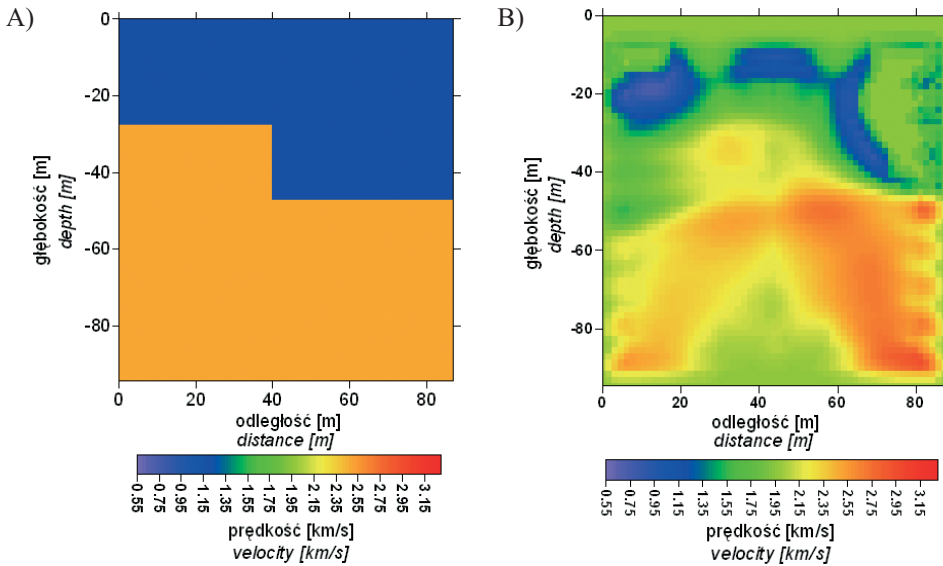 A)
0
-20
-40
-60
-80
głębokość [m]
depth [m]
0 20 40 60 80
odległość [m]
distance [m]
0.55 0.75 0.95 1.15 1.35 1.55 1.75 1.95 2.15 2.35 2.55 2.75 2.95 3.15
prędkość [km/s]
velocity [km/s]
B)
0
-20
-40
-60
-80
głębokość [m]
depth [m]
0 20 40 60 80
odległość [m]
distance [m]
0.55 0.75 0.95 1.15 1.35 1.55 1.75 1.95 2.15 2.35 2.55 2.75 2.95 3.15
prędkość [km/s]
velocity [km/s]